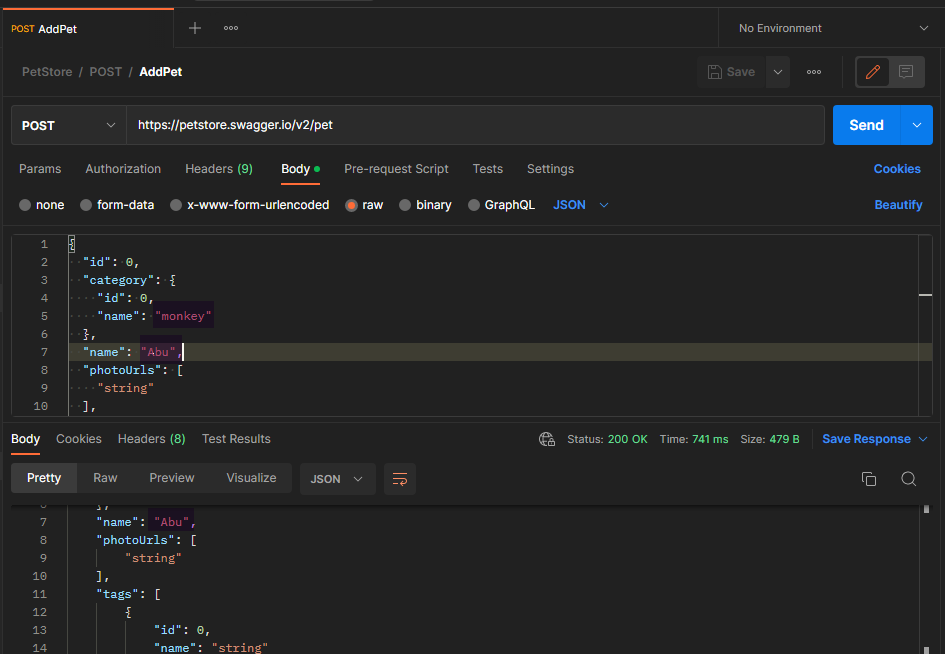 POST AddPet
No Environment
PetStore / POST / AddPet
Save
POST
https://petstore.swagger.io/v2/pet
Send
Params Authorization Headers (9) Body Pre-request Script Tests Settings Cookies
none form-data x-www-form-urlencoded raw binary GraphQL JSON Beautify
1 {
2 "id": 0,
3 "category": {
4 "id": 0,
5 "name": "monkey"
6 },
7 "name": "Abu",
8 "photoUrls": [
9 "string"
10 ],
Body Cookies Headers (8) Test Results Status: 200 OK Time: 741 ms Size: 479 B Save Response
Pretty Raw Preview Visualize JSON
6 },
7 "name": "Abu",
8 "photoUrls": [
9 "string"
10 ],
11 "tags": [
12 {
13 "id": 0,
14 "name": "string"